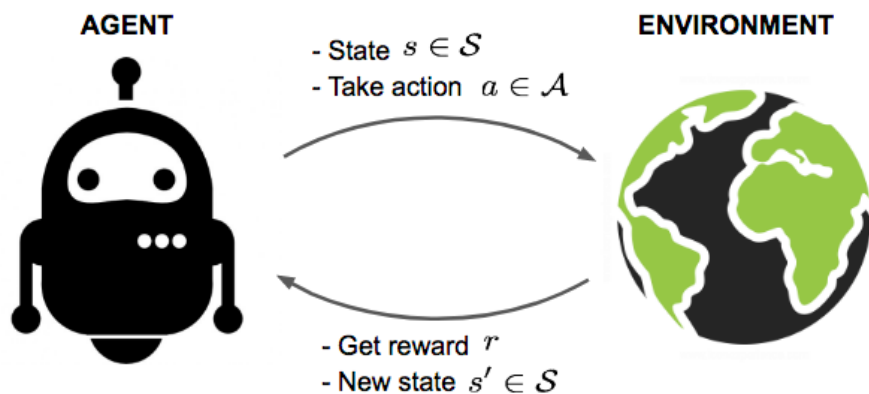 AGENT
ENVIRONMENT
- State s ∈ 𝒮
- Take action a ∈ 𝒜
- Get reward r
- New state s′ ∈ 𝒮